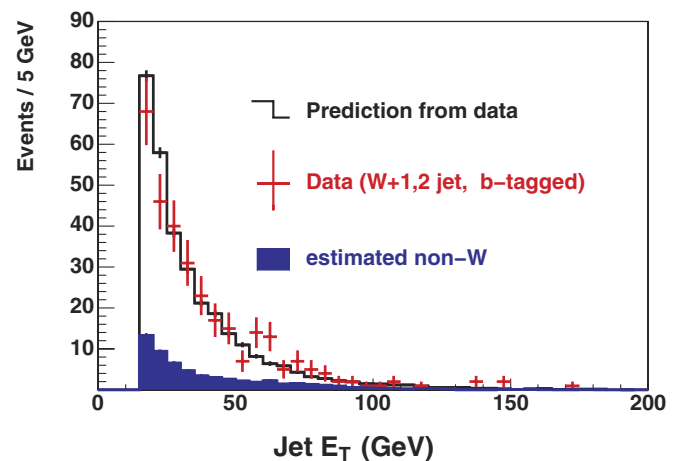 Events / 5 GeV
90
80
70
60
50
40
30
20
10
Prediction from data
Data (W+1,2 jet, b−tagged)
estimated non−W
0
50
100
150
200
Jet E_T (GeV)